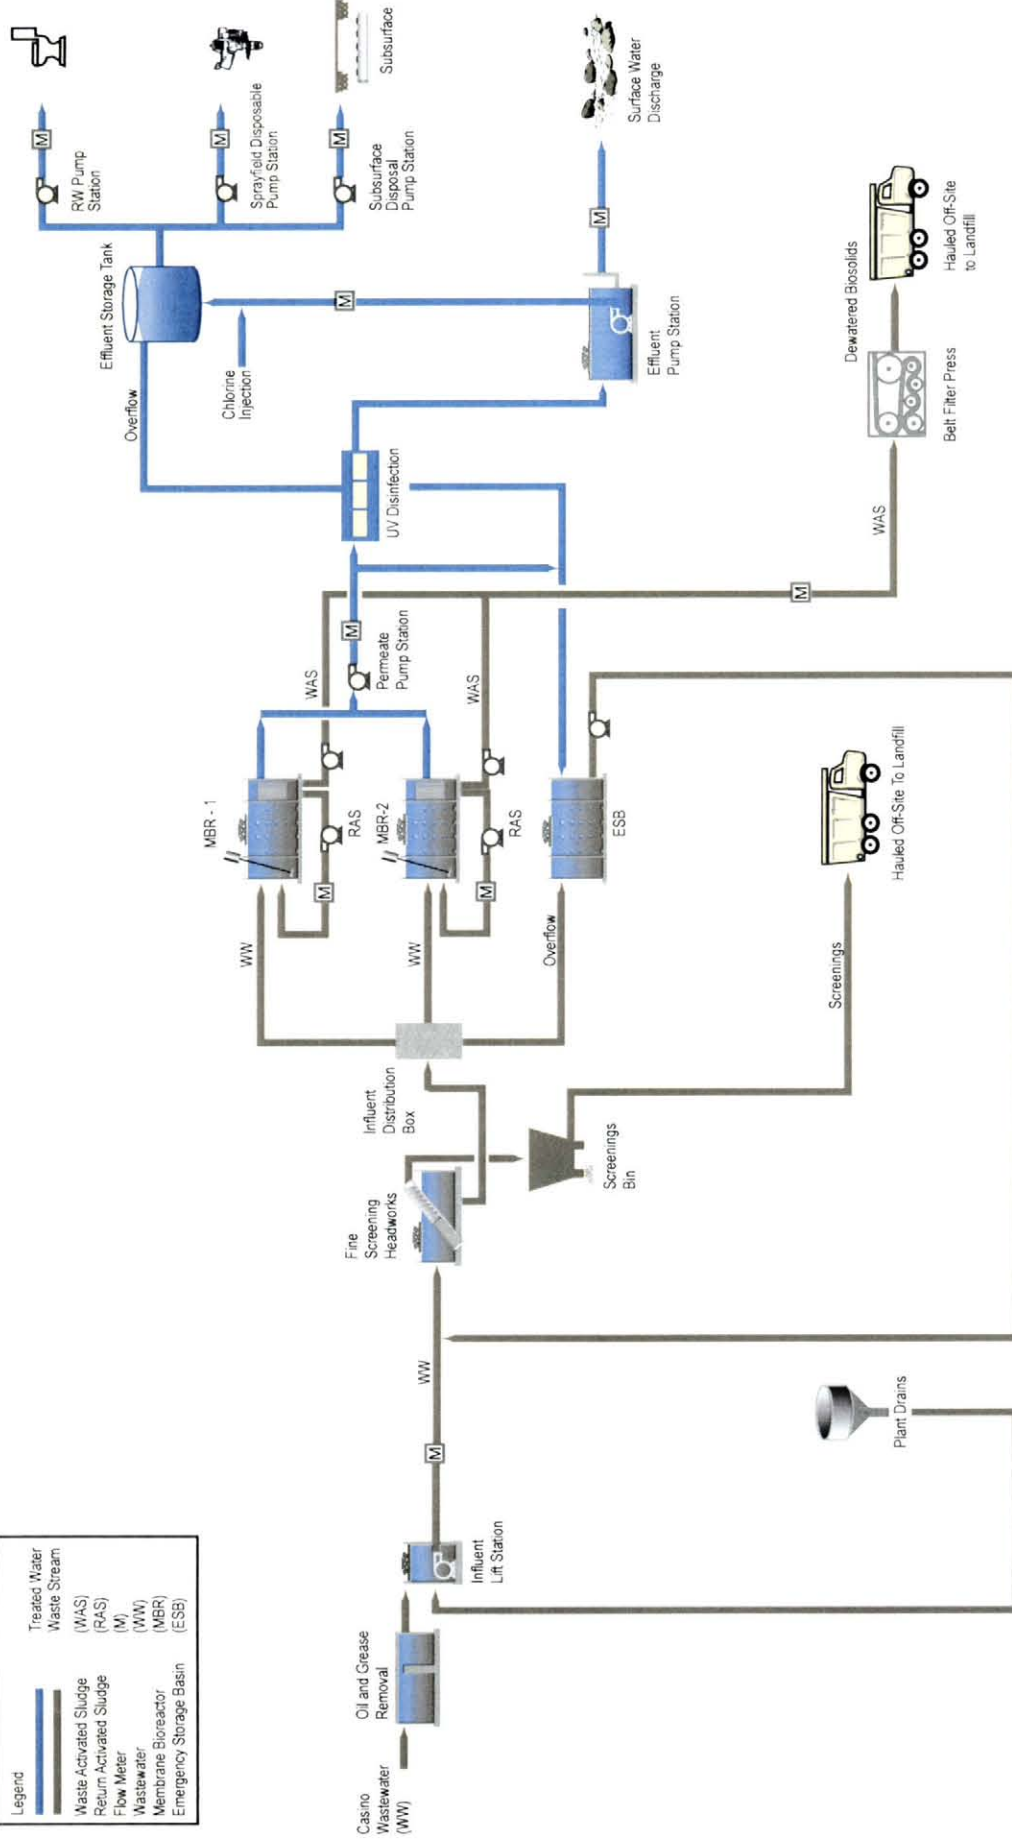 Legend
Treated Water
Waste Stream
Waste Activated Sludge (WAS)
Return Activated Sludge (RAS)
Flow Meter (M)
Wastewater (WW)
Membrane Bioreactor (MBR)
Emergency Storage Basin (ESB)
Casino
Wastewater
(WW)
Oil and Grease
Removal
Influent
Lift Station
M
WW
Plant Drains
Fine
Screening
Headworks
Screenings
Bin
Screenings
Hauled Off-Site To Landfill
Influent
Distribution
Box
WW
WW
Overflow
MBR - 1
M
RAS
WAS
MBR-2
M
RAS
WAS
ESB
Permeate
Pump Station
M
M
WAS
UV Disinfection
Overflow
Chlorine
Injection
Effluent Storage Tank
M
Effluent
Pump Station
Belt Filter Press
Dewatered Biosolids
Hauled Off-Site
to Landfill
RW Pump
Station
M
Sprayfield Disposable
Pump Station
M
Subsurface
Disposal
Pump Station
M
Subsurface
M
Surface Water
Discharge